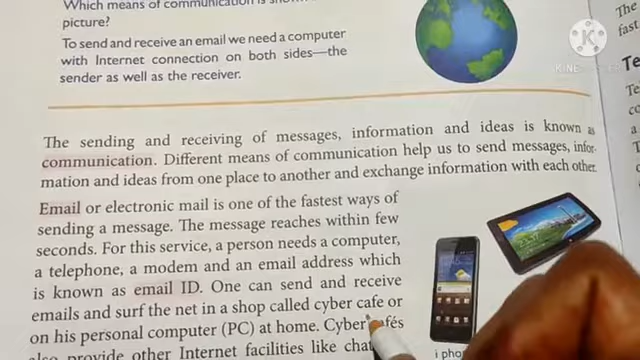 Which means of communication is shown
picture?
To send and receive an email we need a computer
with Internet connection on both sides—the
sender as well as the receiver.
The sending and receiving of messages, information and ideas is known as
communication. Different means of communication help us to send messages, infor-
mation and ideas from one place to another and exchange information with each other.
Email or electronic mail is one of the fastest ways of
sending a message. The message reaches within few
seconds. For this service, a person needs a computer,
a telephone, a modem and an email address which
is known as email ID. One can send and receive
emails and surf the net in a shop called cyber cafe or
on his personal computer (PC) at home. Cyber
also provide other Internet facilities like
i pho
The
fast
Te
KINE